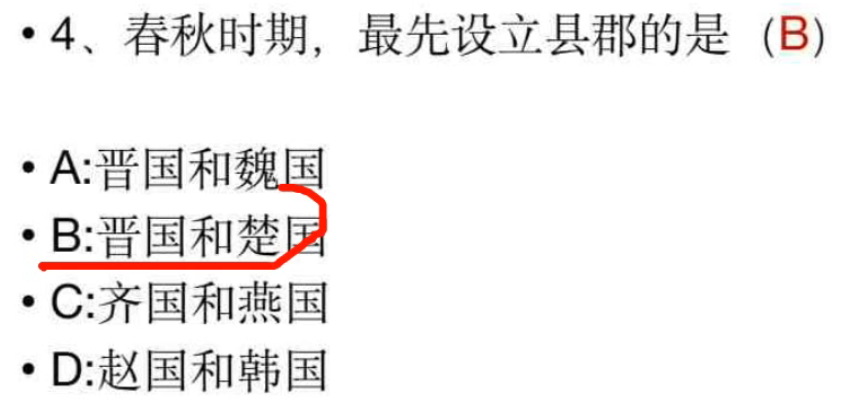 • 4、春秋时期，最先设立县郡的是（B）
• A:晋国和魏国
• B:晋国和楚国
• C:齐国和燕国
• D:赵国和韩国